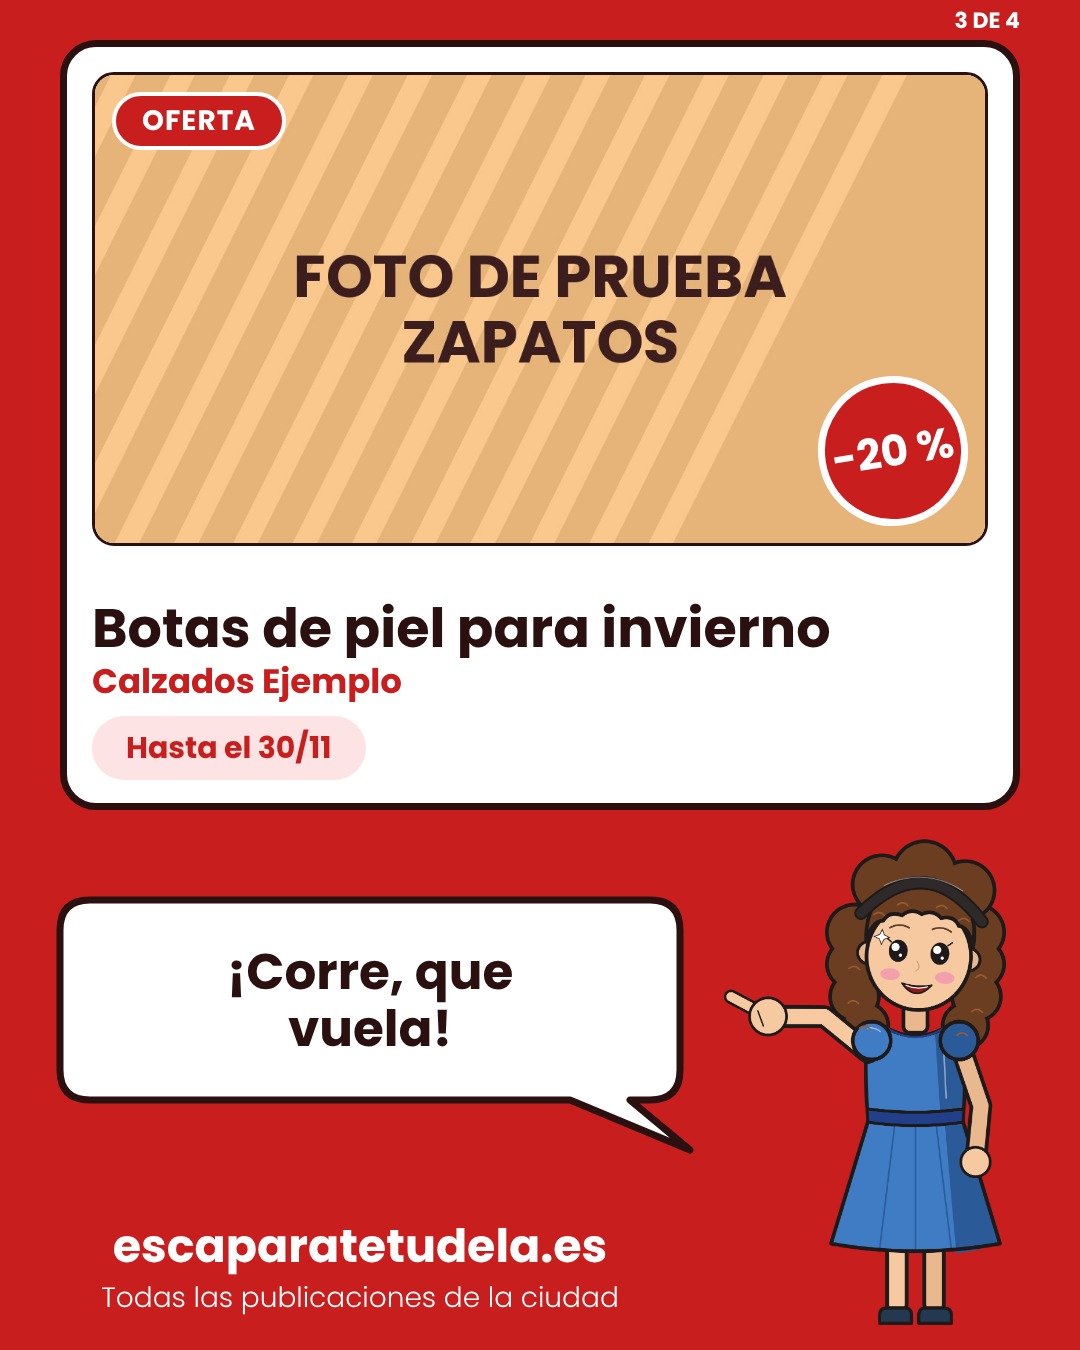 3 DE 4
OFERTA
FOTO DE PRUEBA
ZAPATOS
-20 %
Botas de piel para invierno
Calzados Ejemplo
Hasta el 30/11
¡Corre, que
vuela!
escaparatetudela.es
Todas las publicaciones de la ciudad